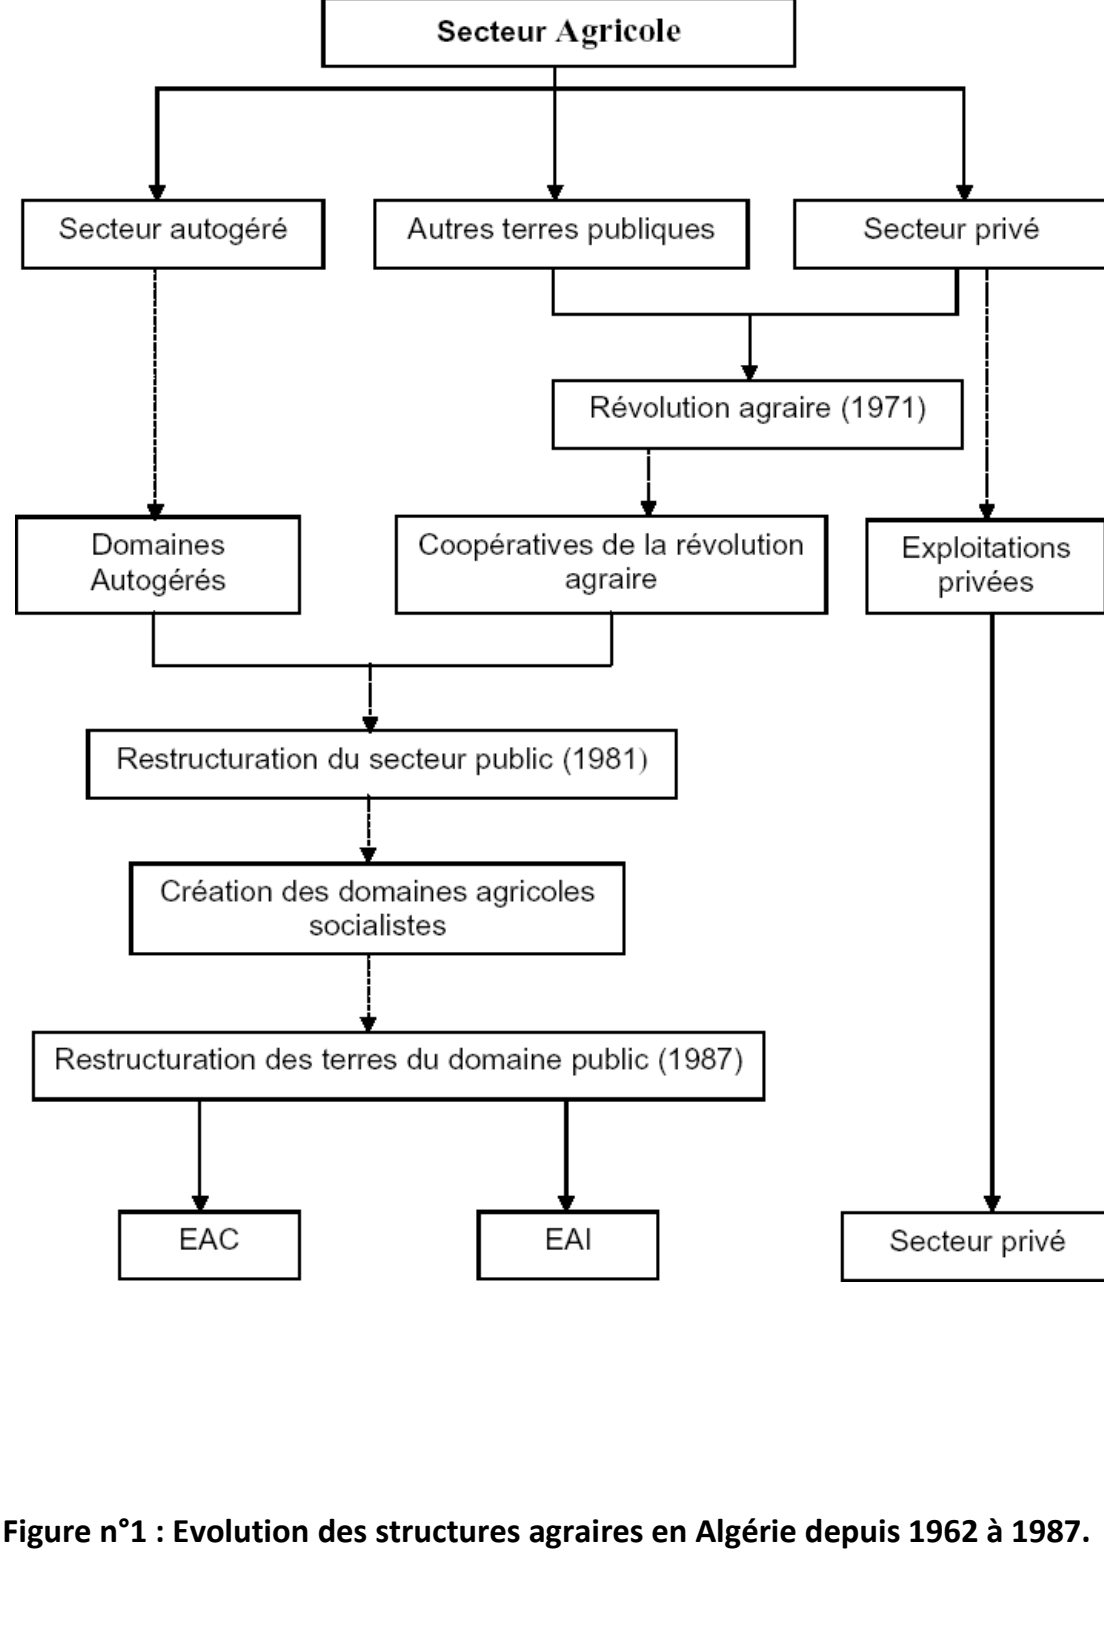 Secteur Agricole
Secteur autogéré
Autres terres publiques
Secteur privé
Révolution agraire (1971)
Domaines
Autogérés
Coopératives de la révolution
agraire
Exploitations
privées
Restructuration du secteur public (1981)
Création des domaines agricoles
socialistes
Restructuration des terres du domaine public (1987)
EAC
EAI
Secteur privé
Figure n°1 : Evolution des structures agraires en Algérie depuis 1962 à 1987.